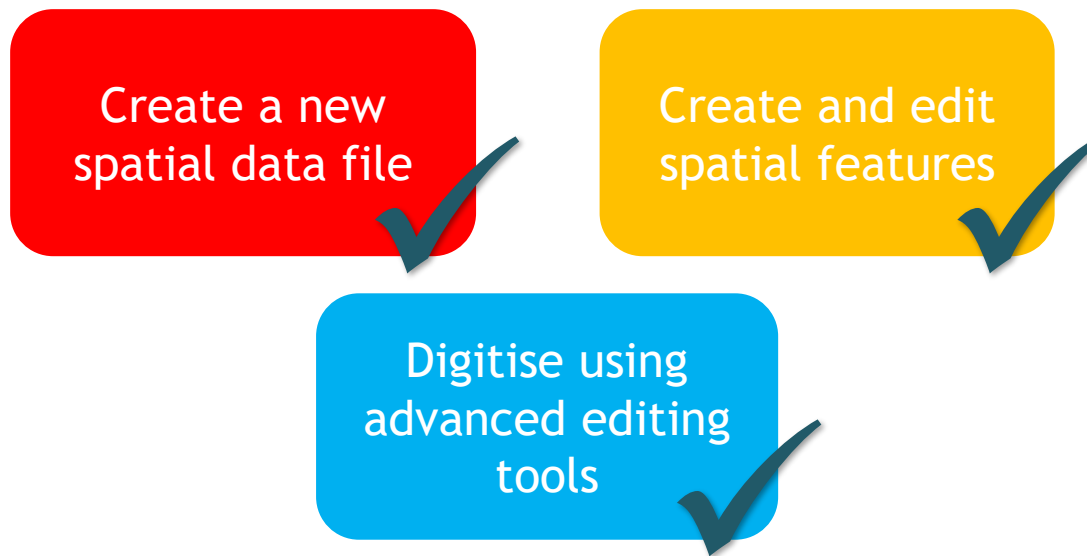 Create a new
spatial data file
Create and edit
spatial features
Digitise using
advanced editing
tools